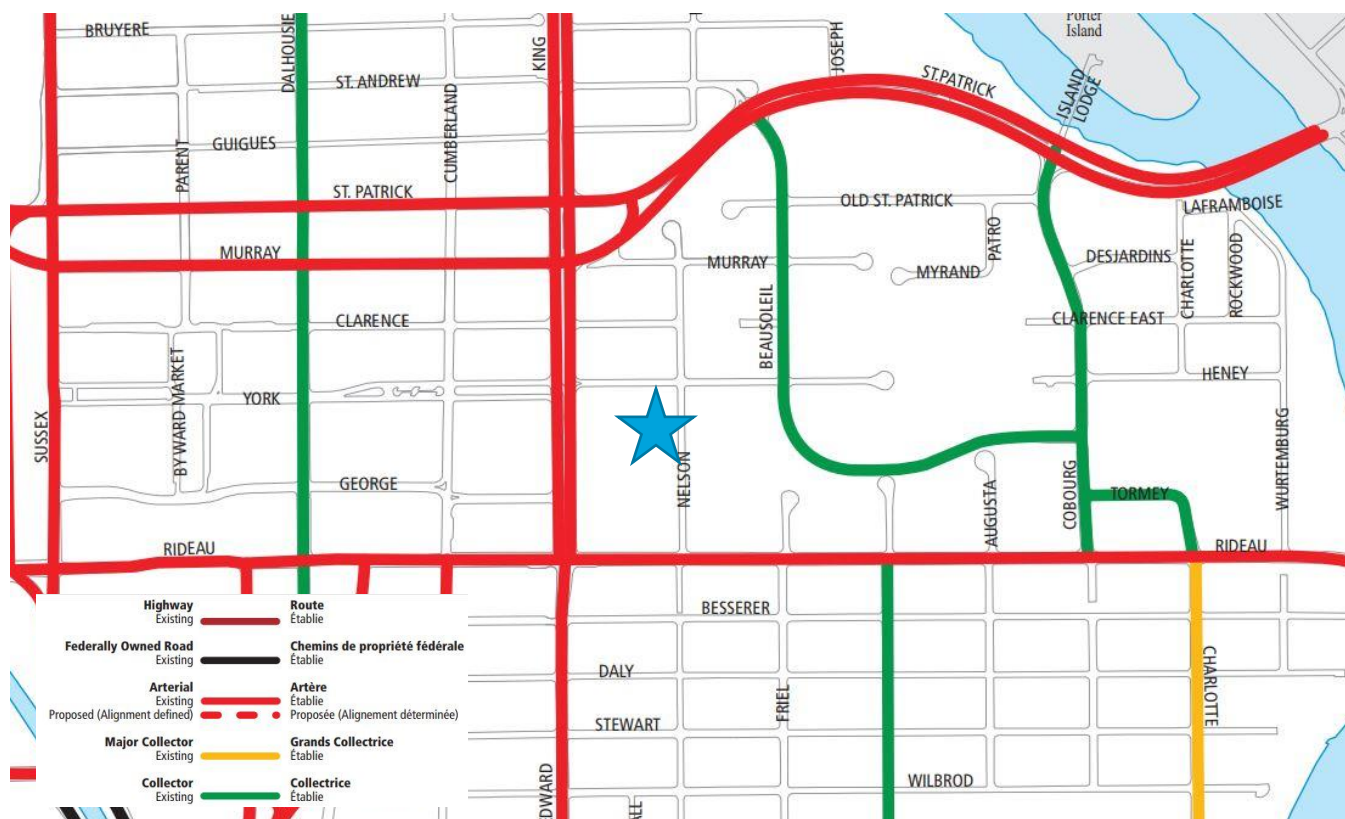 Porter
Island
BRUYERE
DALHOUSIE
KING
JOSEPH
ST. ANDREW
ST.PATRICK
ISLAND
LODGE
CUMBERLAND
GUIGUES
PARENT
ST. PATRICK
OLD ST. PATRICK
LAFRAMBOISE
MURRAY
MURRAY
PATRO
DESJARDINS
MYRAND
CHARLOTTE
ROCKWOOD
BEAUSOLEIL
CLARENCE
CLARENCE EAST
HENEY
BY WARD MARKET
YORK
SUSSEX
NELSON
WURTEMBURG
GEORGE
AUGUSTA
COBOURG
TORMEY
RIDEAU
RIDEAU
BESSERER
DALY
CHARLOTTE
FRIEL
STEWART
WILBROD
EDWARD
Highway Route
Existing Établie
Federally Owned Road Chemins de propriété fédérale
Existing Établie
Arterial Artère
Existing Établie
Proposed (Alignment defined) Proposée (Alignement déterminée)
Major Collector Grands Collectrice
Existing Établie
Collector Collectrice
Existing Établie